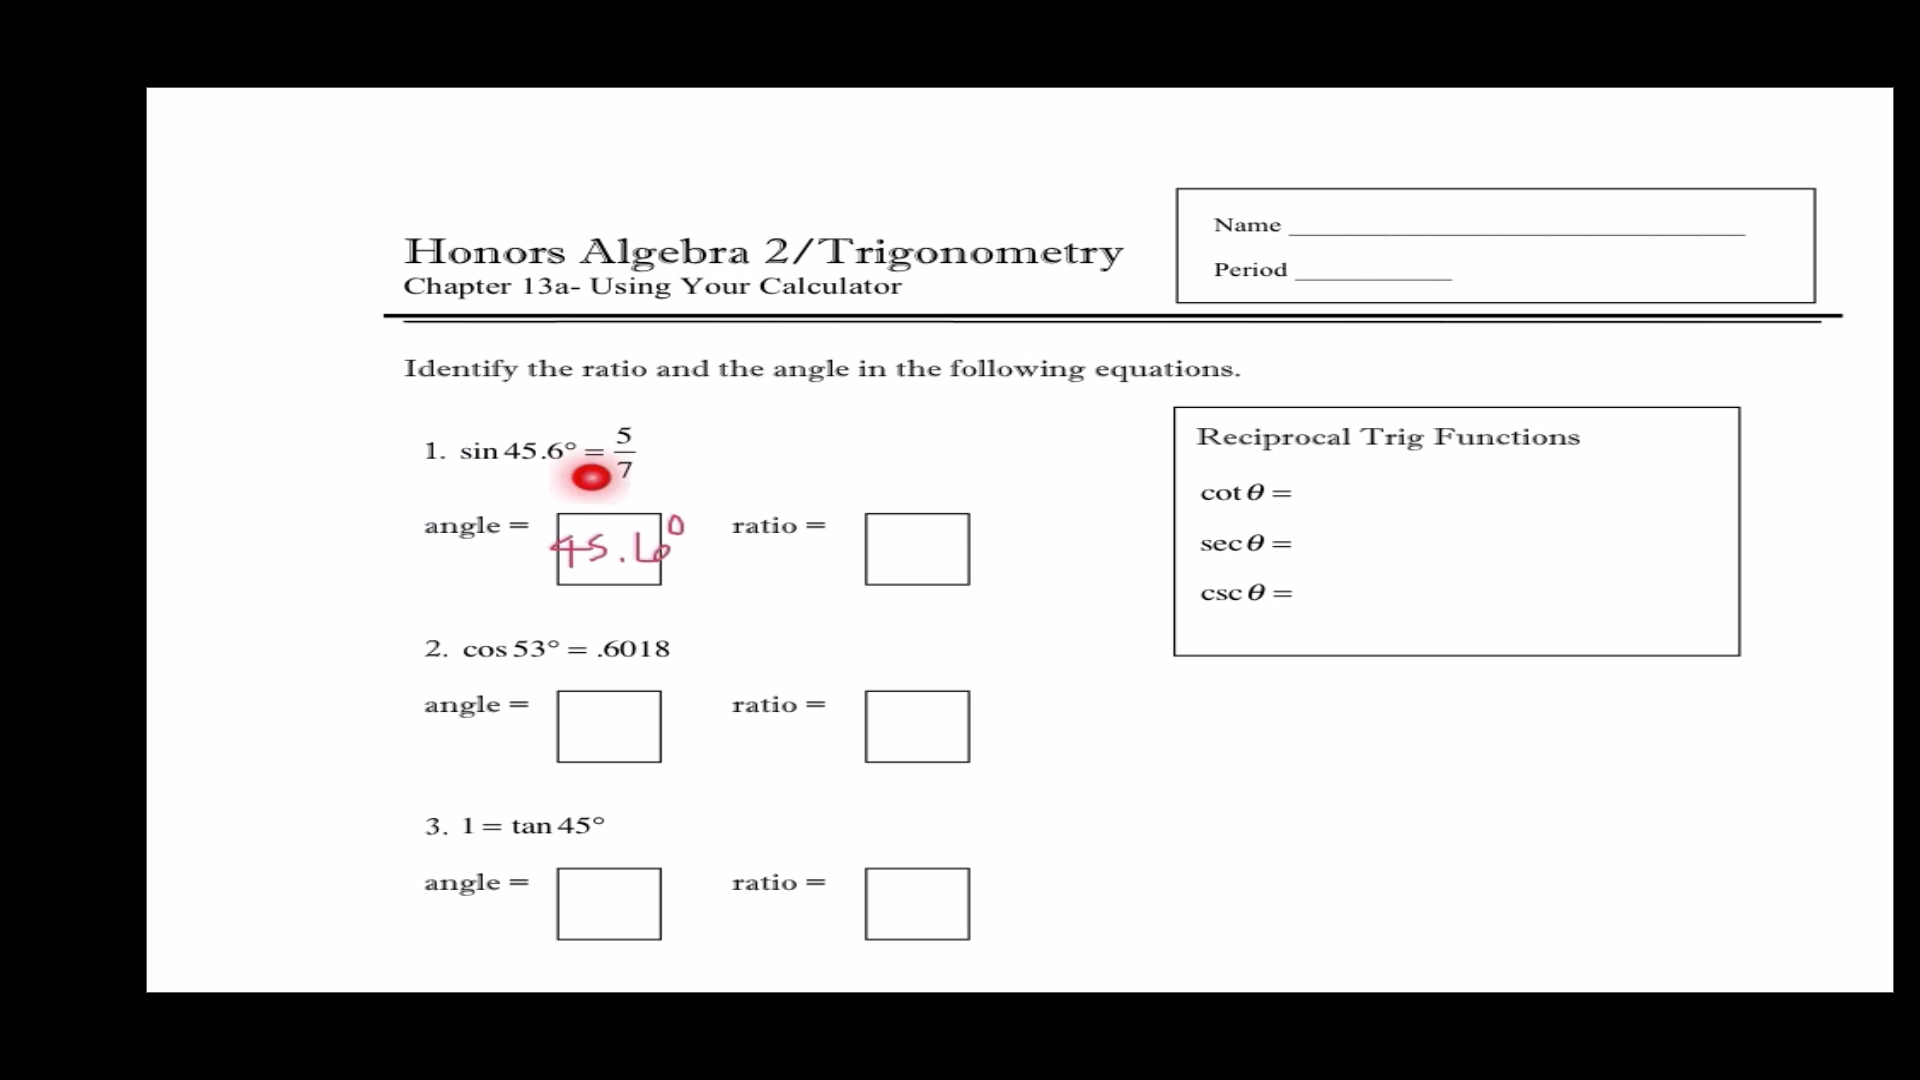 Name ______________________________________
Period _____________
Honors Algebra 2/Trigonometry
Chapter 13a- Using Your Calculator
Identify the ratio and the angle in the following equations.
1. sin 45.6° = 5/7
angle = 45.6° ratio =
2. cos 53° = .6018
angle = ratio =
3. 1 = tan 45°
angle = ratio =
Reciprocal Trig Functions
cot θ =
sec θ =
csc θ =